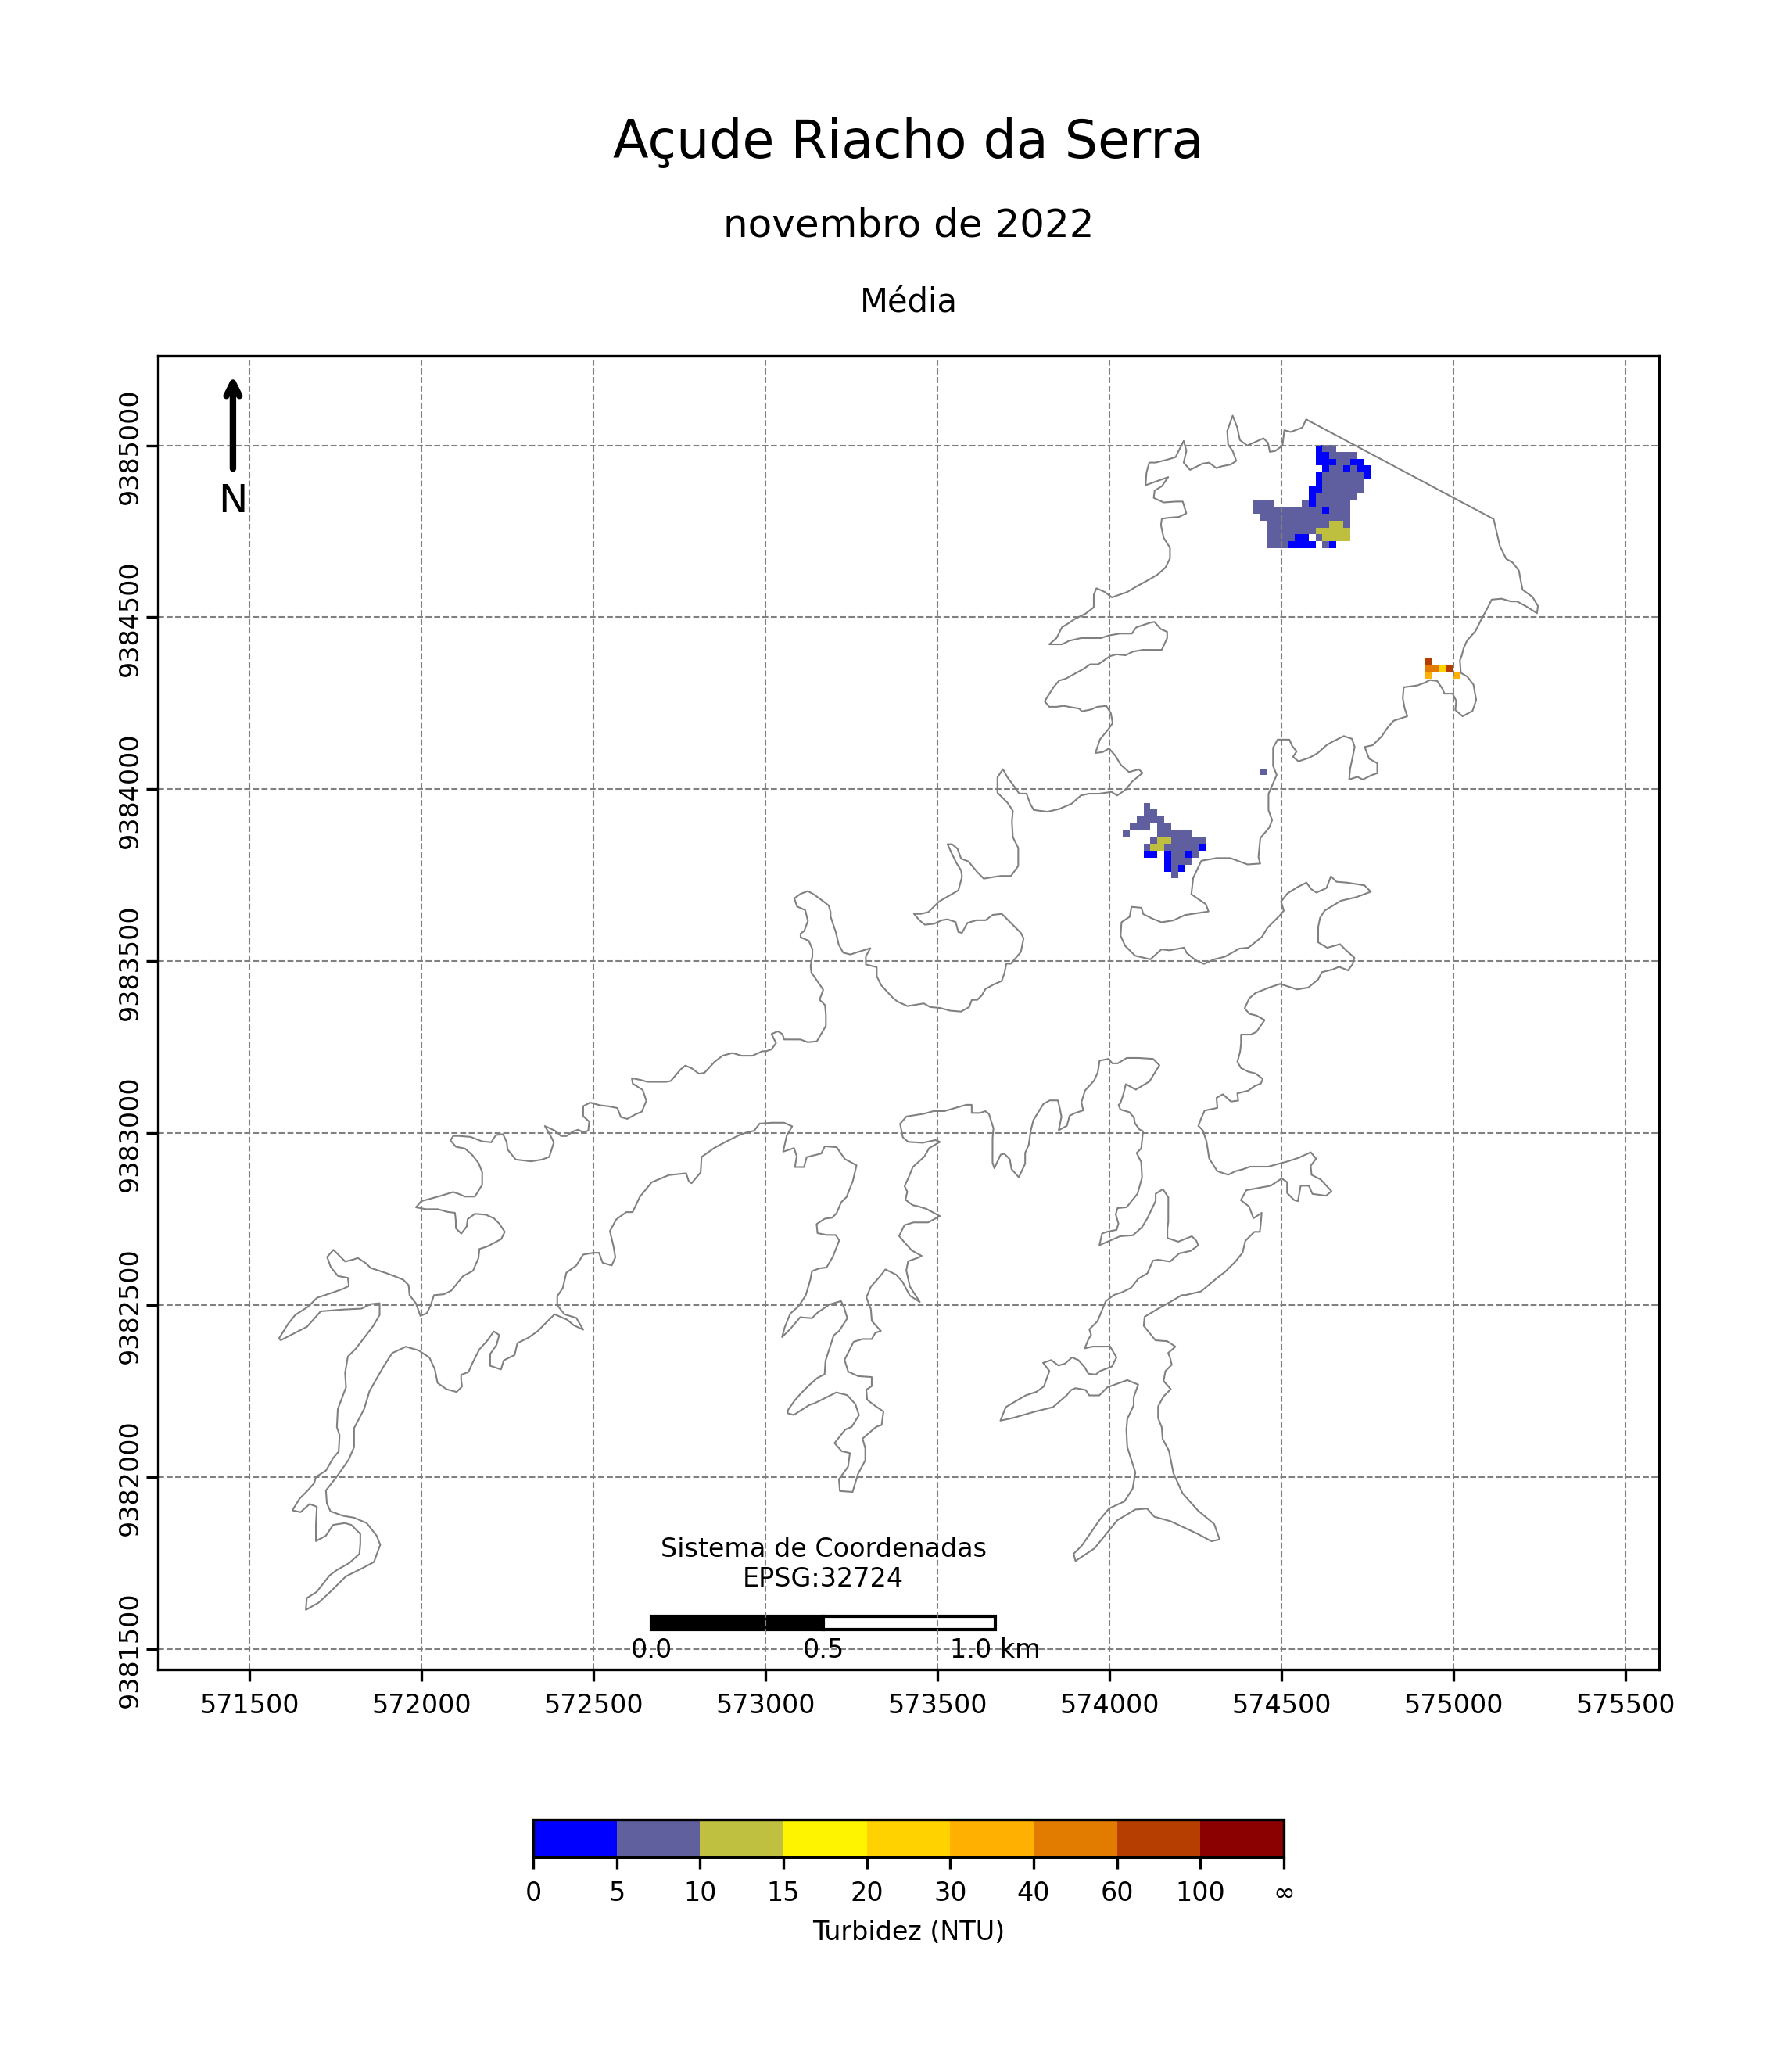 Açude Riacho da Serra
novembro de 2022
Média
N
9385000
9384500
9384000
9383500
9383000
9382500
9382000
9381500
Sistema de Coordenadas
EPSG:32724
0.0 0.5 1.0 km
571500 572000 572500 573000 573500 574000 574500 575000 575500
0 5 10 15 20 30 40 60 100 ∞
Turbidez (NTU)